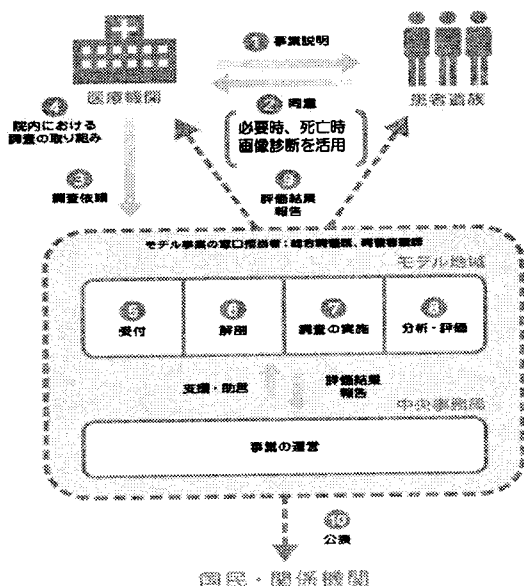 ① 事業説明
医療機関
患者遺族
② 同意
必要時、死亡時
画像診断を活用
④
院内における
調査の取り組み
③
調査依頼
⑨
評価結果
報告
モデル事業の窓口担当者：総合調整医、調整看護師
モデル地域
⑤ ⑥ ⑦ ⑧
受付 解剖 調査の実施 分析・評価
支援・助言
評価結果
報告
中央事務局
事業の運営
⑩
公表
国民・関係機関